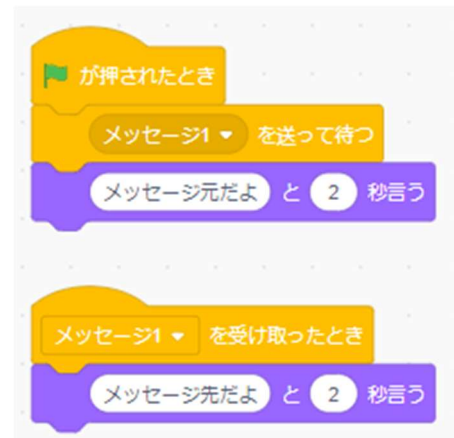 が押されたとき
メッセージ1 を送って待つ
メッセージ元だよ と 2 秒言う
メッセージ1 を受け取ったとき
メッセージ先だよ と 2 秒言う